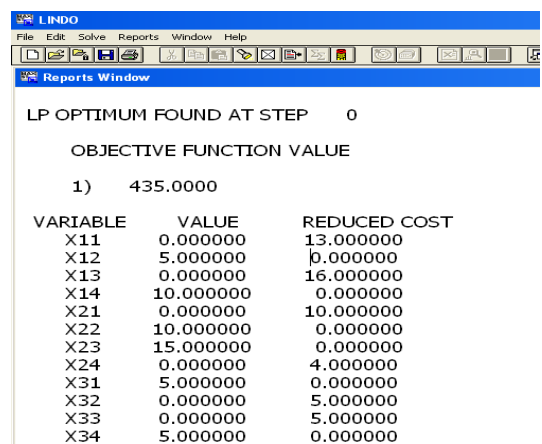 LINDO
File Edit Solve Reports Window Help
Reports Window
LP OPTIMUM FOUND AT STEP 0
OBJECTIVE FUNCTION VALUE
1) 435.0000
VARIABLE VALUE REDUCED COST
X11 0.000000 13.000000
X12 5.000000 0.000000
X13 0.000000 16.000000
X14 10.000000 0.000000
X21 0.000000 10.000000
X22 10.000000 0.000000
X23 15.000000 0.000000
X24 0.000000 4.000000
X31 5.000000 0.000000
X32 0.000000 5.000000
X33 0.000000 5.000000
X34 5.000000 0.000000